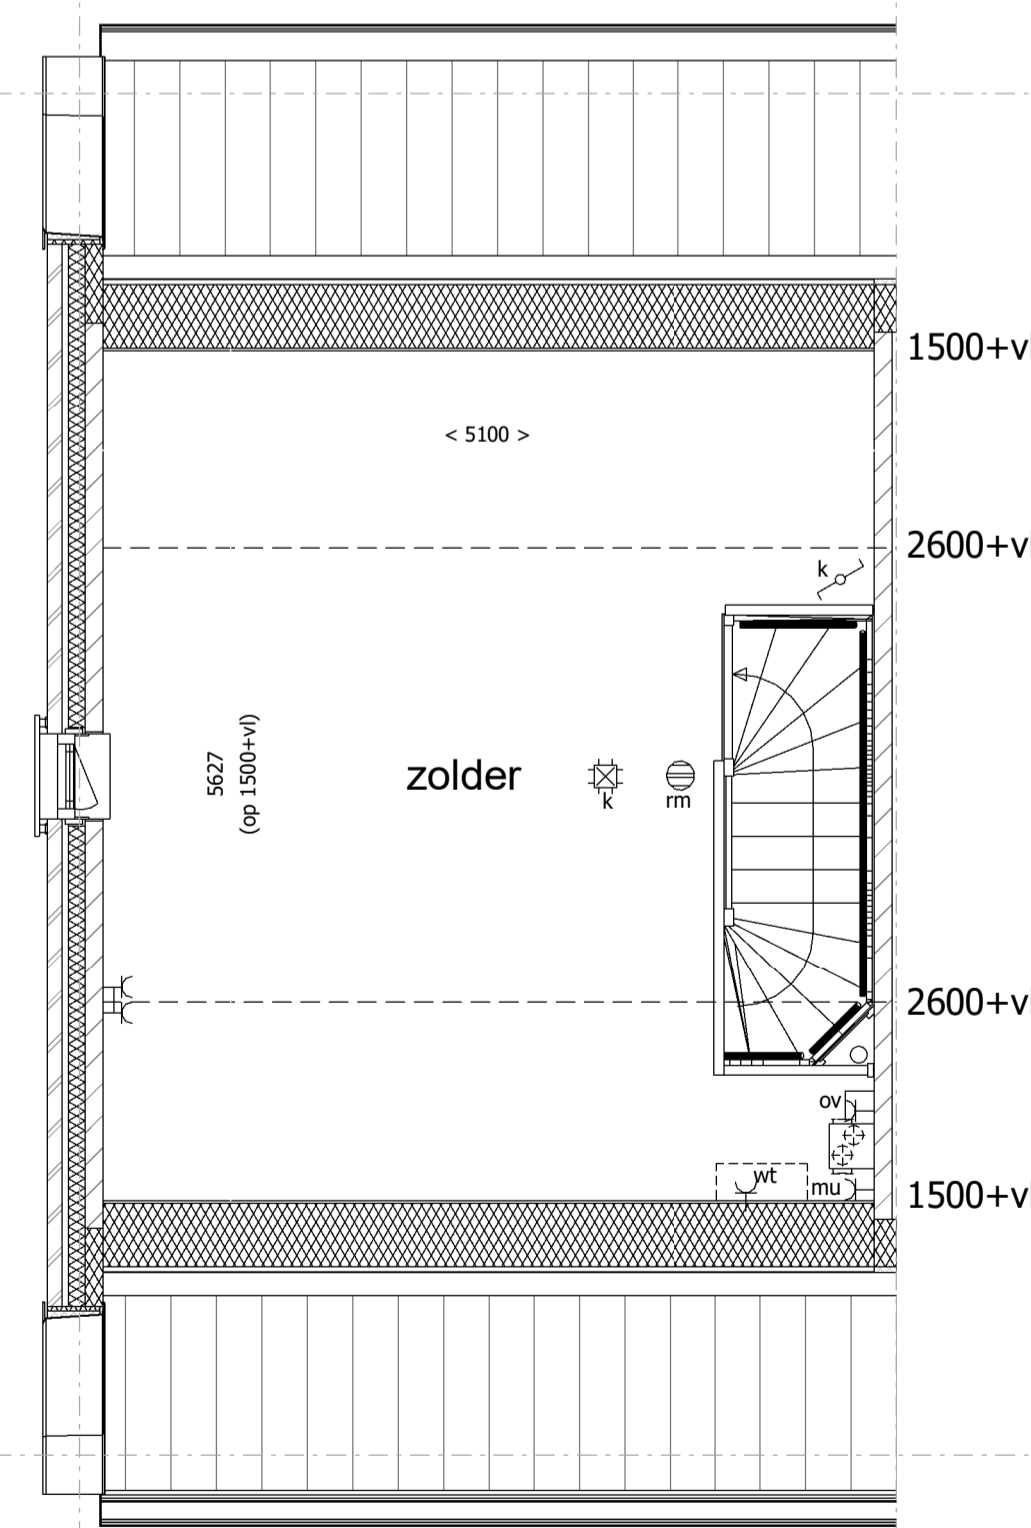 1500+vl
< 5100 >
2600+vl
k
5627
(op 1500+vl)
zolder
k
rm
2600+vl
ov
wt
mu
1500+vl